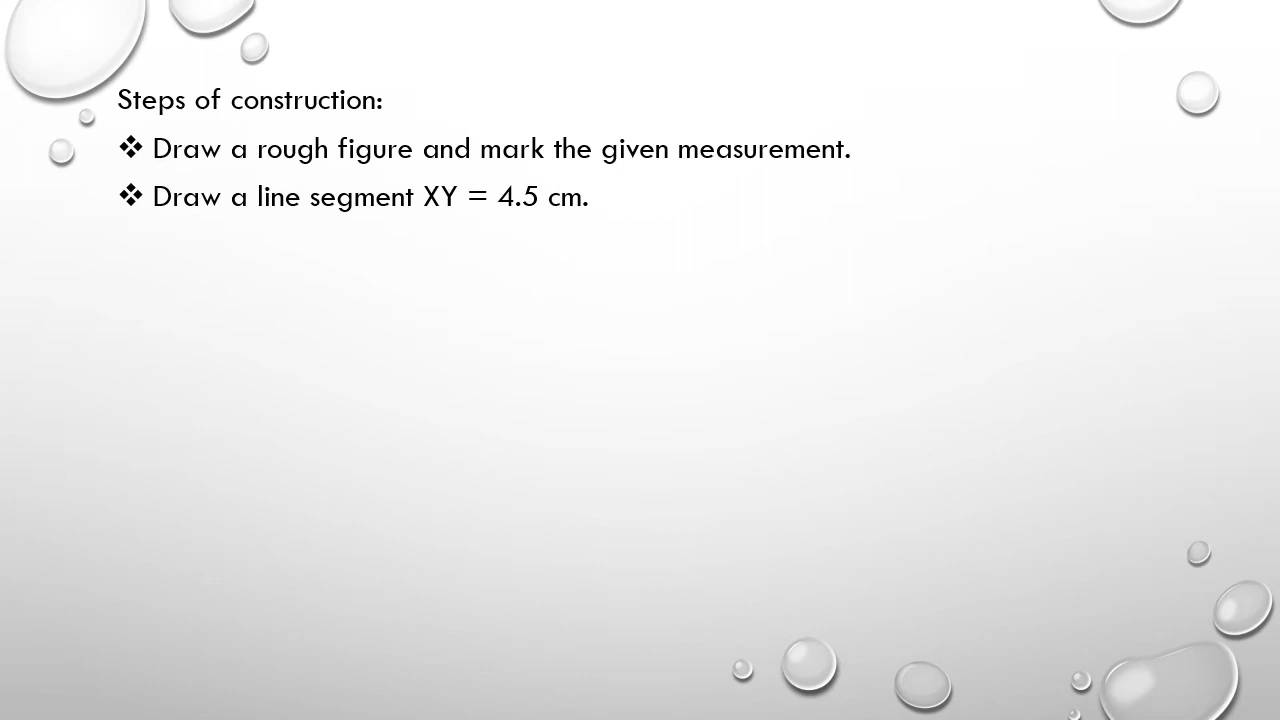 Steps of construction:
❖ Draw a rough figure and mark the given measurement.
❖ Draw a line segment XY = 4.5 cm.